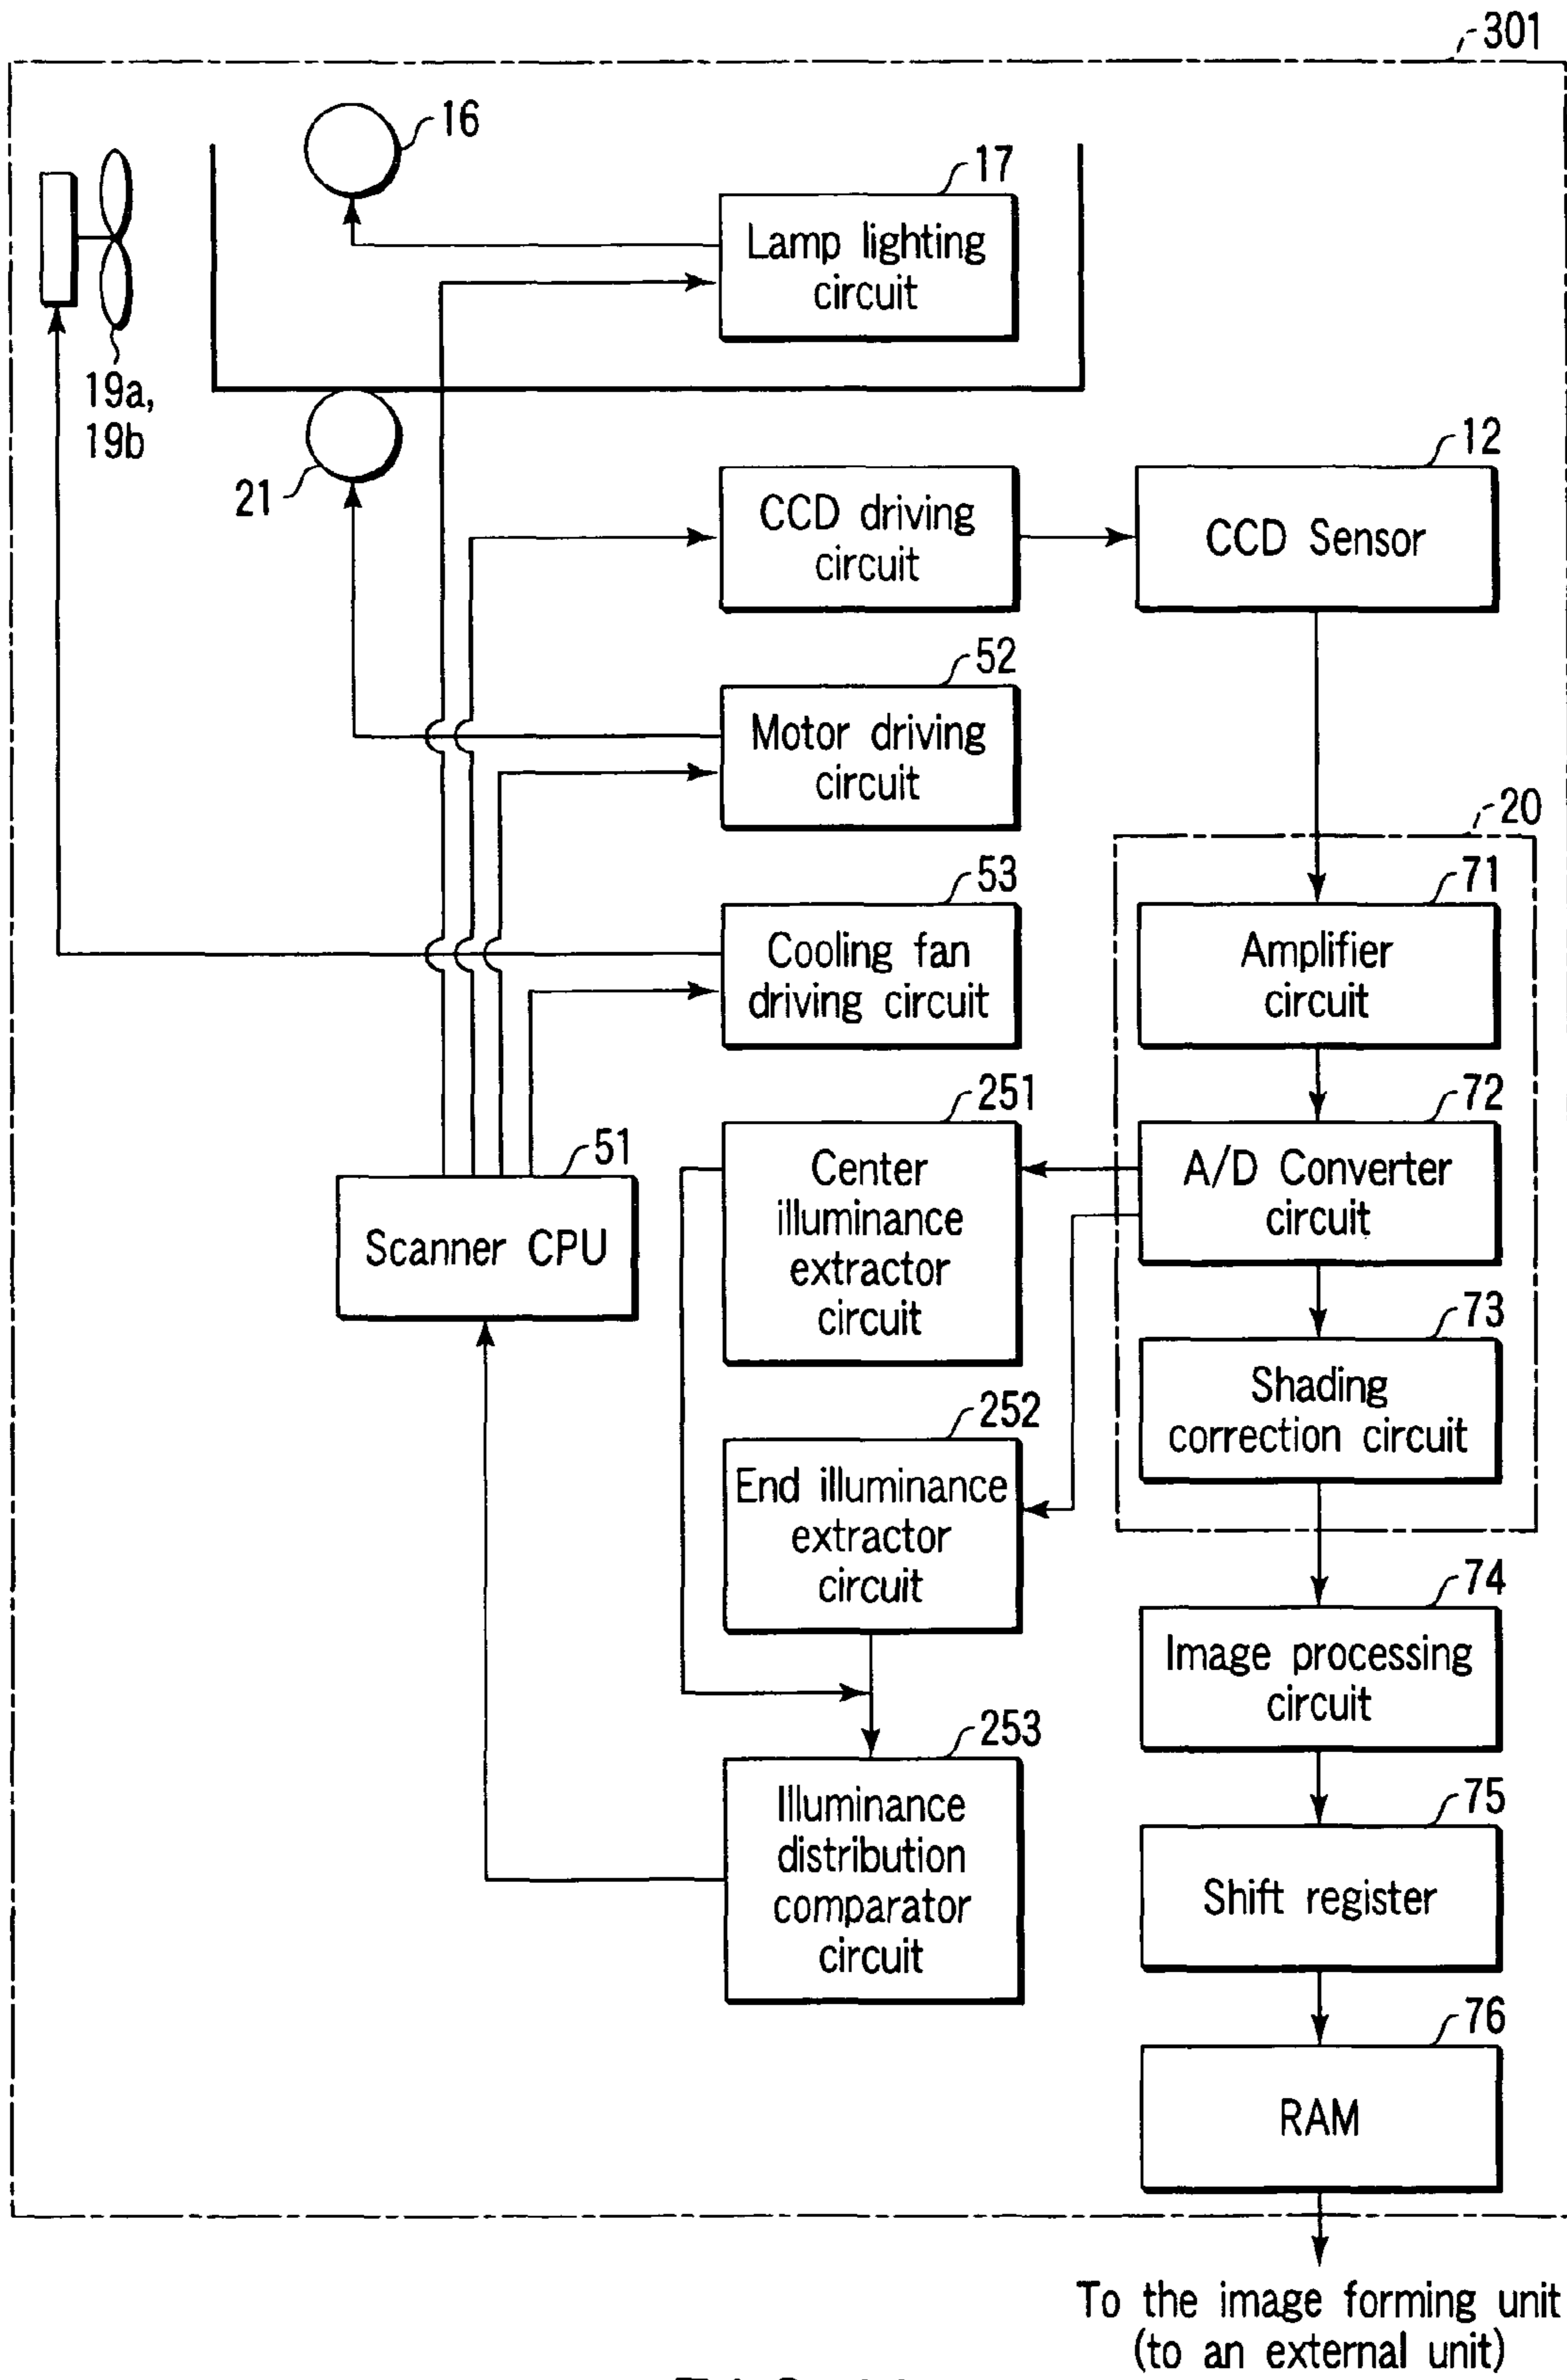 301
16
17
Lamp lighting
circuit
19a,
19b
21
12
CCD driving
circuit
CCD Sensor
52
Motor driving
circuit
20
53
71
Cooling fan
driving circuit
Amplifier
circuit
251
72
51
Center
illuminance
extractor
circuit
A/D Converter
circuit
Scanner CPU
73
Shading
correction circuit
252
End illuminance
extractor
circuit
74
Image processing
circuit
253
75
Illuminance
distribution
comparator
circuit
Shift register
76
RAM
To the image forming unit
(to an external unit)